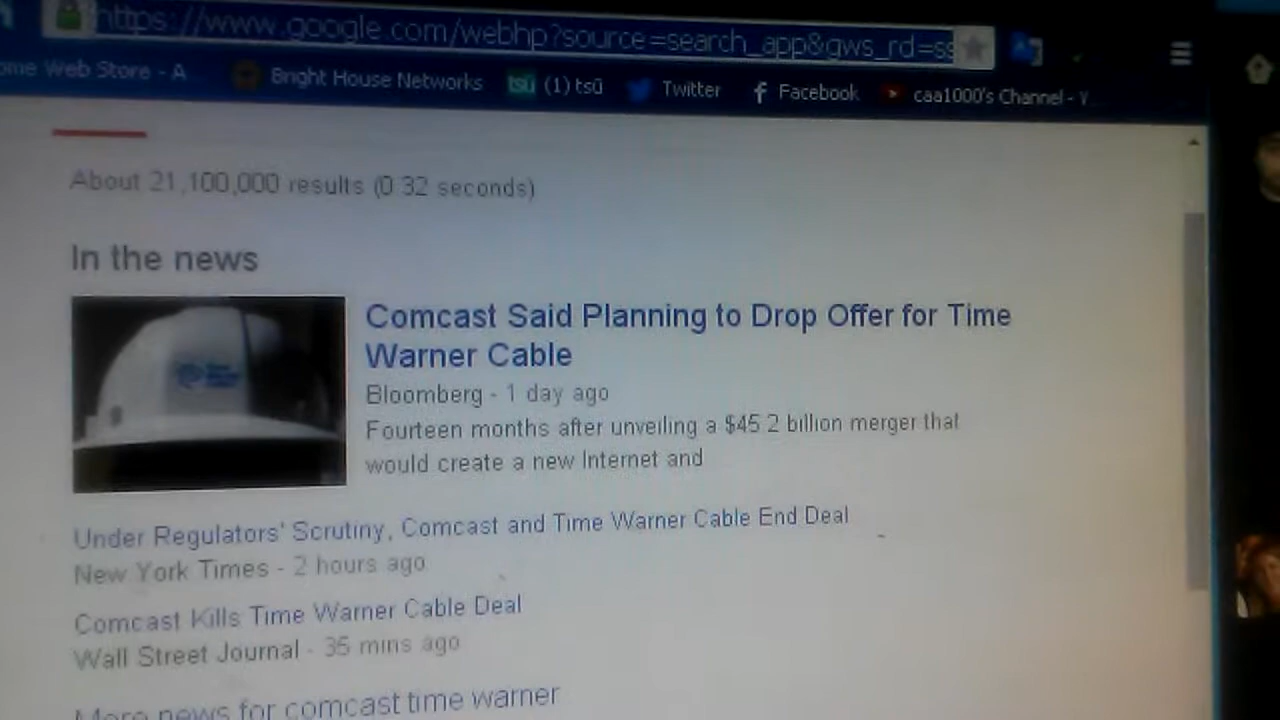 https://www.google.com/webhp?source=search_app&gws_rd=ss
ome Web Store - A Bright House Networks tsū (1) tsū Twitter f Facebook caa1000's Channel - Y
About 21,100,000 results (0 32 seconds)
In the news
Comcast Said Planning to Drop Offer for Time
Warner Cable
Bloomberg - 1 day ago
Fourteen months after unveiling a $45 2 billion merger that
would create a new Internet and
Under Regulators' Scrutiny, Comcast and Time Warner Cable End Deal
New York Times - 2 hours ago
Comcast Kills Time Warner Cable Deal
Wall Street Journal - 35 mins ago
More news for comcast time warner